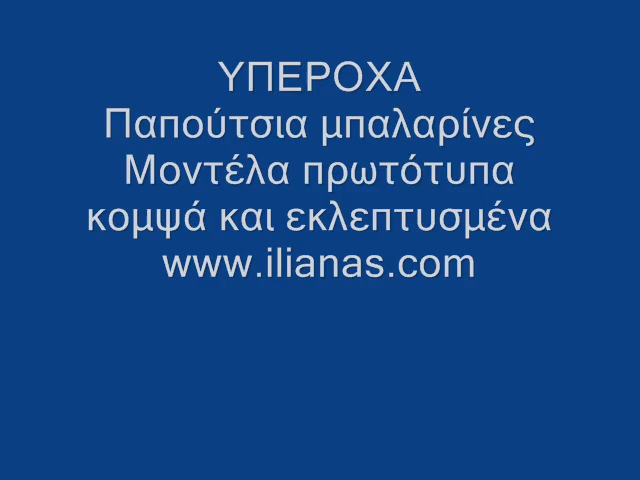 ΥΠΕΡΟΧΑ
Παπούτσια μπαλαρίνες
Μοντέλα πρωτότυπα
κομψά και εκλεπτυσμένα
www.ilianas.com